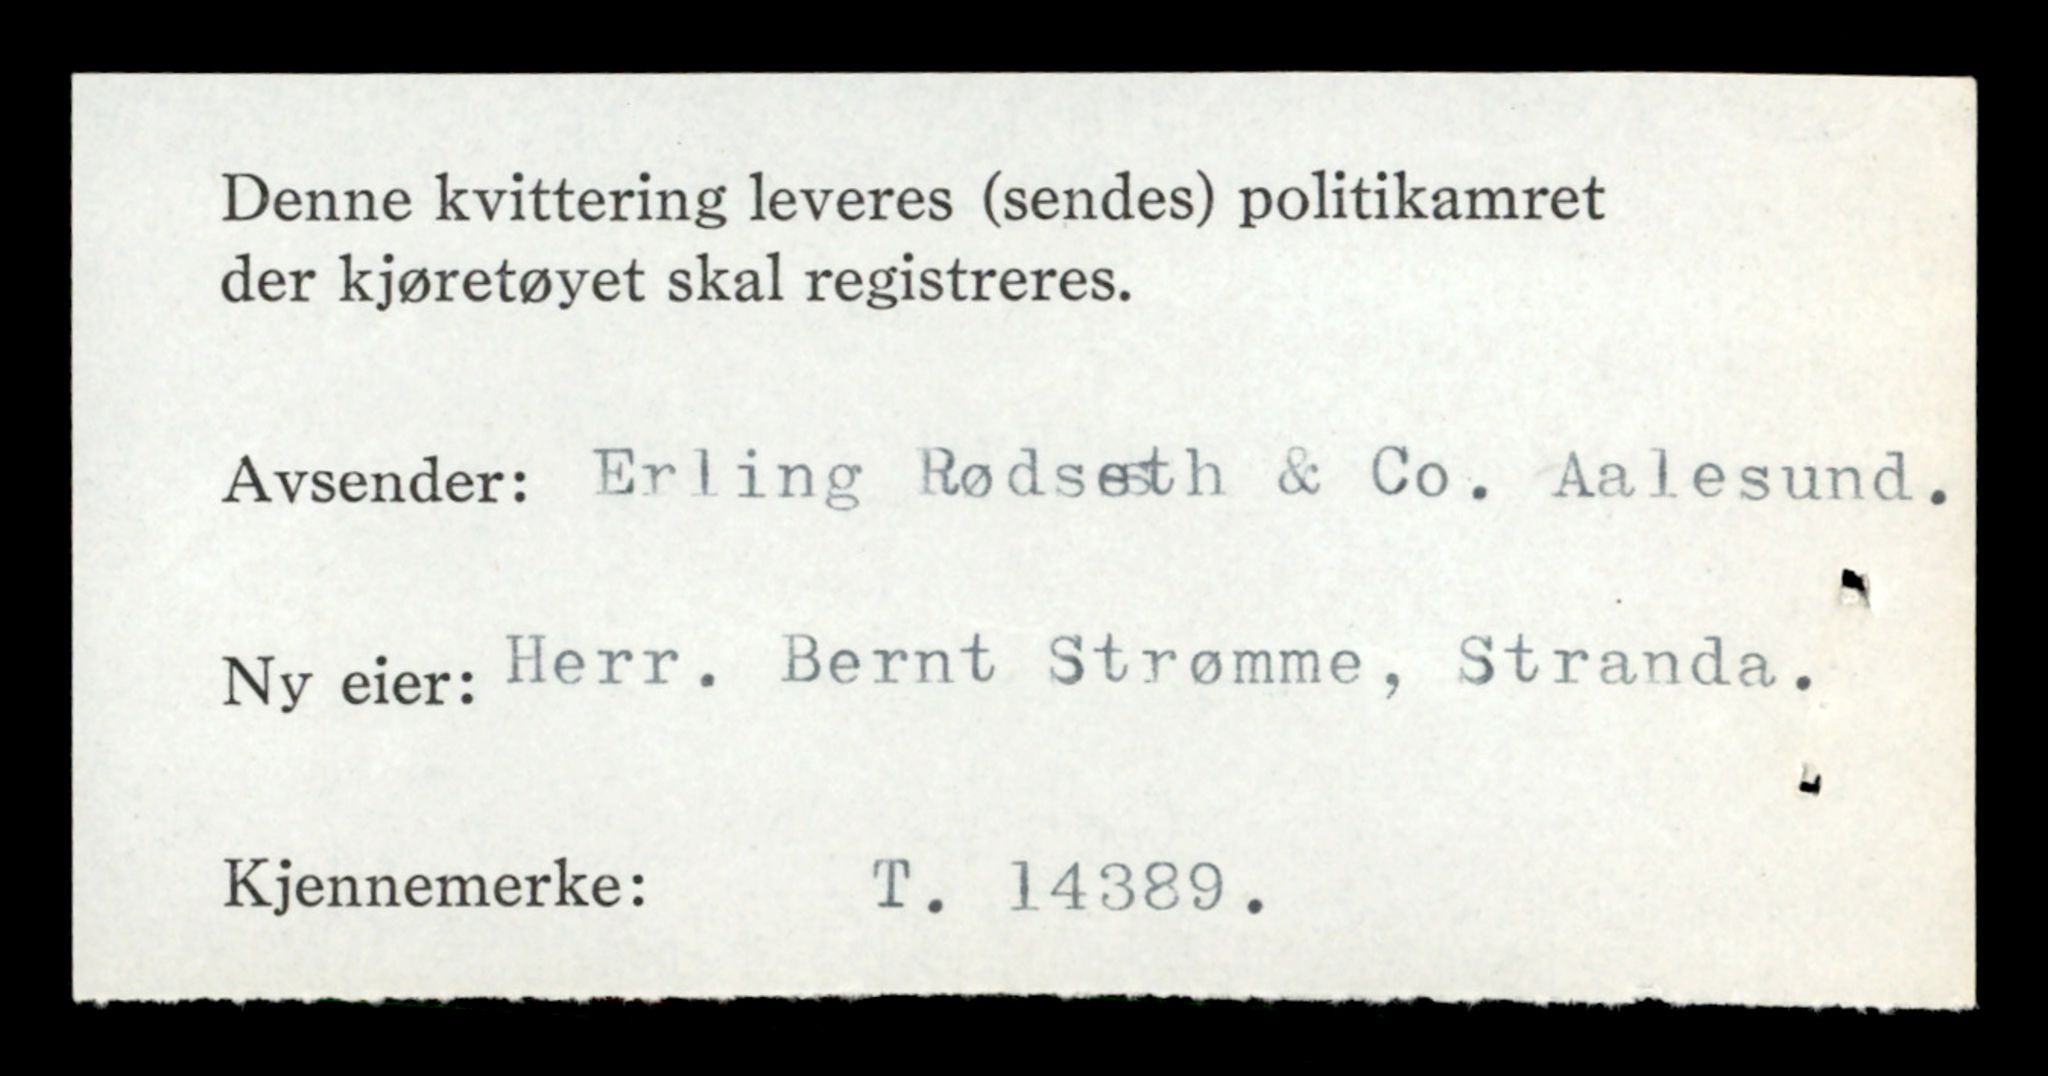 Denne kvittering leveres (sendes) politikamret
der kjøretøyet skal registreres.
Avsender: Erling Rødseth & Co. Aalesund.
Ny eier: Herr. Bernt Strømme, Stranda.
Kjennemerke: T. 14389.